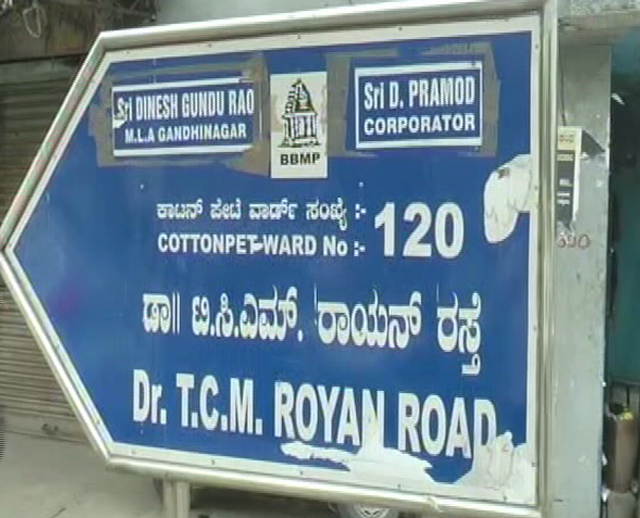 Sri DINESH GUNDU RAO
M.L.A GANDHINAGAR
BBMP
Sri D. PRAMOD
CORPORATOR
ಕಾಟನ್ ಪೇಟೆ ವಾರ್ಡ್ ಸಂಖ್ಯೆ :-
COTTONPET-WARD No :- 120
ಡಾ|| ಟಿ.ಸಿ.ಎಮ್. ರಾಯನ್ ರಸ್ತೆ
Dr. T.C.M. ROYAN ROAD